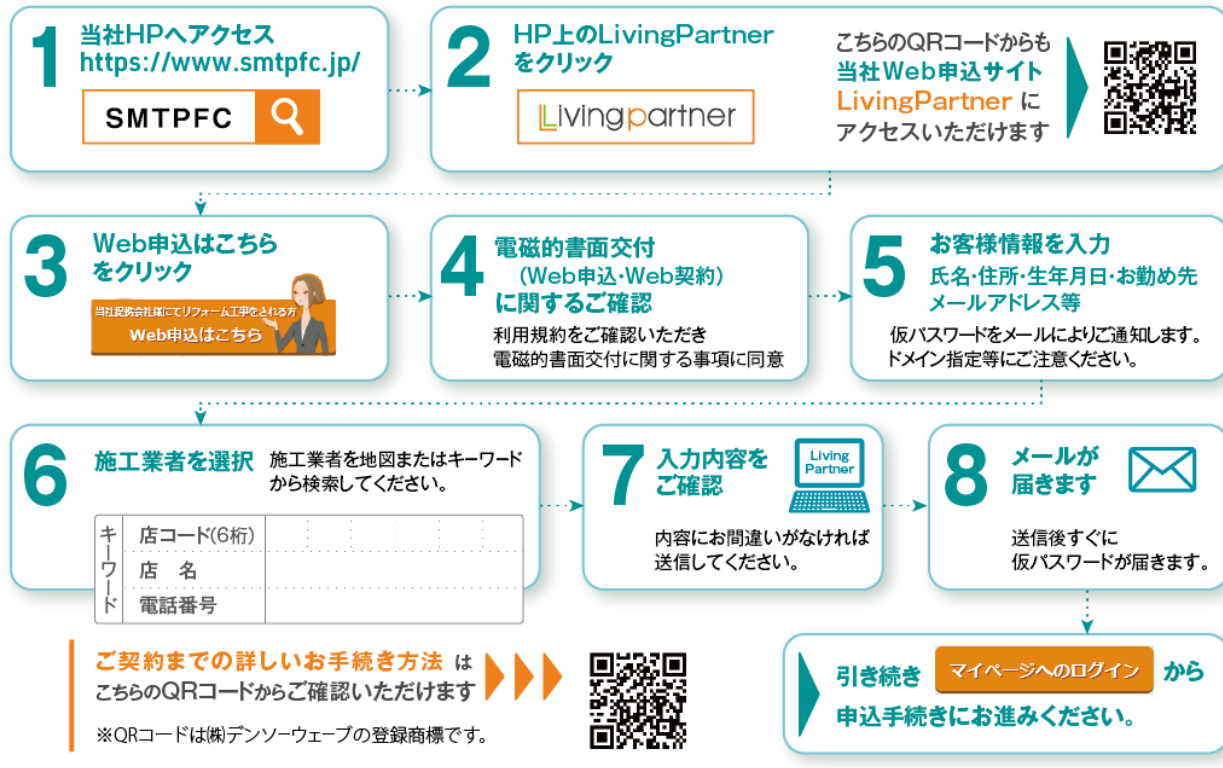 1
当社HPへアクセス
https://www.smtpfc.jp/
SMTPFC
2
HP上のLivingPartner
をクリック
Livingpartner
こちらのQRコードからも
当社Web申込サイト
LivingPartner に
アクセスいただけます
3
Web申込はこちら
をクリック
当社提携会社様にてリフォーム工事をされる方
Web申込はこちら
4
電磁的書面交付
(Web申込・Web契約)
に関するご確認
利用規約をご確認いただき
電磁的書面交付に関する事項に同意
5
お客様情報を入力
氏名・住所・生年月日・お勤め先
メールアドレス等
仮パスワードをメールによりご通知します。
ドメイン指定等にご注意ください。
6
施工業者を選択
施工業者を地図またはキーワード
から検索してください。
キーワード
店コード(6桁)
店 名
電話番号
7
入力内容を
ご確認
Living
Partner
内容にお間違いがなければ
送信してください。
8
メールが
届きます
送信後すぐに
仮パスワードが届きます。
ご契約までの詳しいお手続き方法 は
こちらのQRコードからご確認いただけます
※QRコードは㈱デンソーウェーブの登録商標です。
引き続き マイページへのログイン から
申込手続きにお進みください。